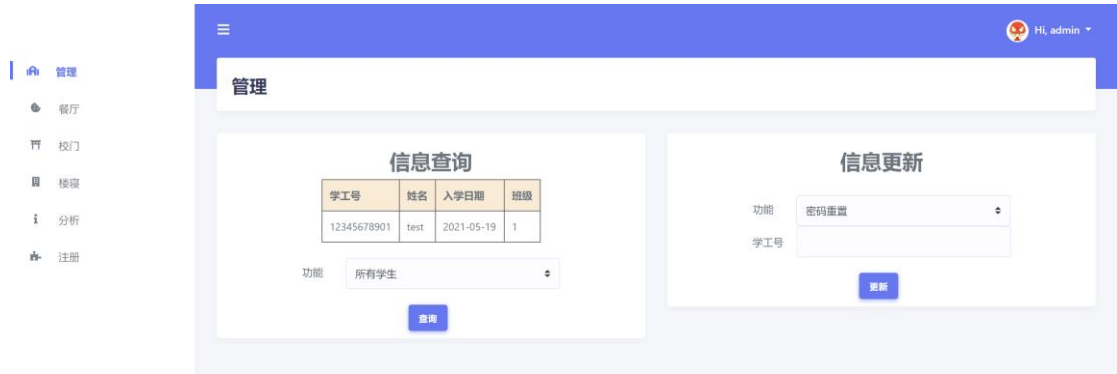 Hi, admin
管理
餐厅
校门
楼寝
分析
注册
管理
信息查询
学工号 姓名 入学日期 班级
12345678901 test 2021-05-19 1
功能 所有学生
查询
信息更新
功能 密码重置
学工号
更新